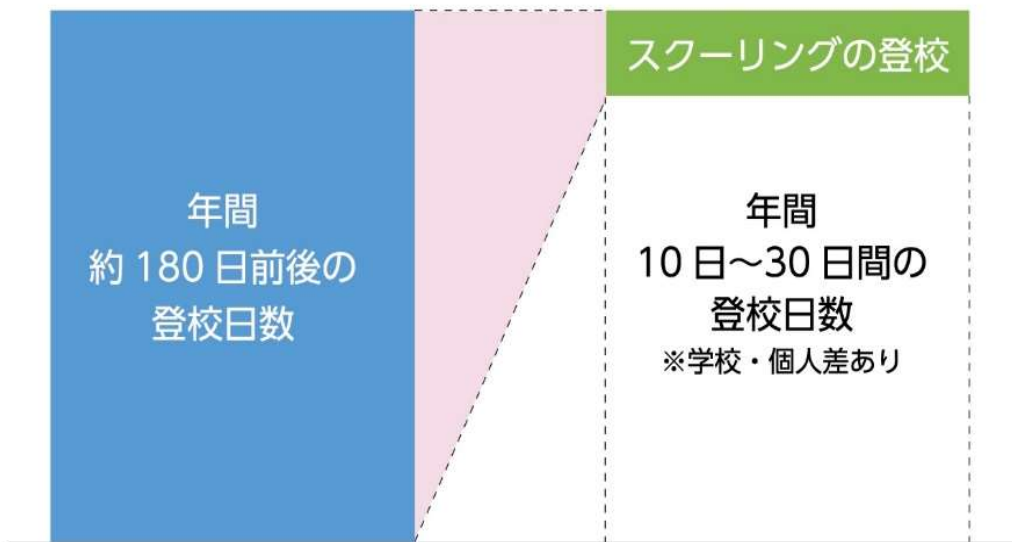 年間
約 180 日前後の
登校日数
スクーリングの登校
年間
10 日～30 日間の
登校日数
※学校・個人差あり